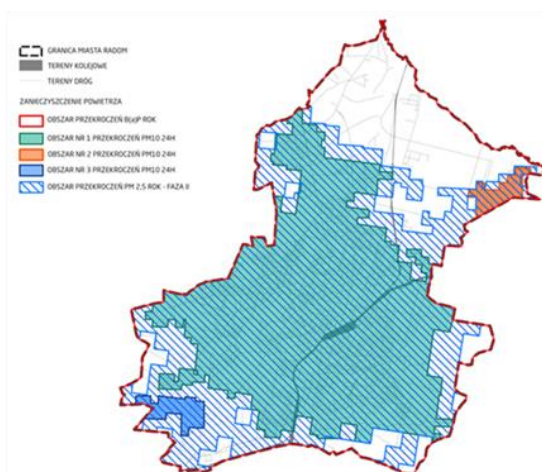 GRANICA MIASTA RADOM
TERENY KOLEJOWE
TERENY DRÓG
ZANIECZYSZCZENIE POWIETRZA
OBSZAR PRZEKROCZEŃ B(a)P ROK
OBSZAR NR 1 PRZEKROCZEŃ PM10 24H
OBSZAR NR 2 PRZEKROCZEŃ PM10 24H
OBSZAR NR 3 PRZEKROCZEŃ PM10 24H
OBSZAR PRZEKROCZEŃ PM 2.5 ROK - FAZA II